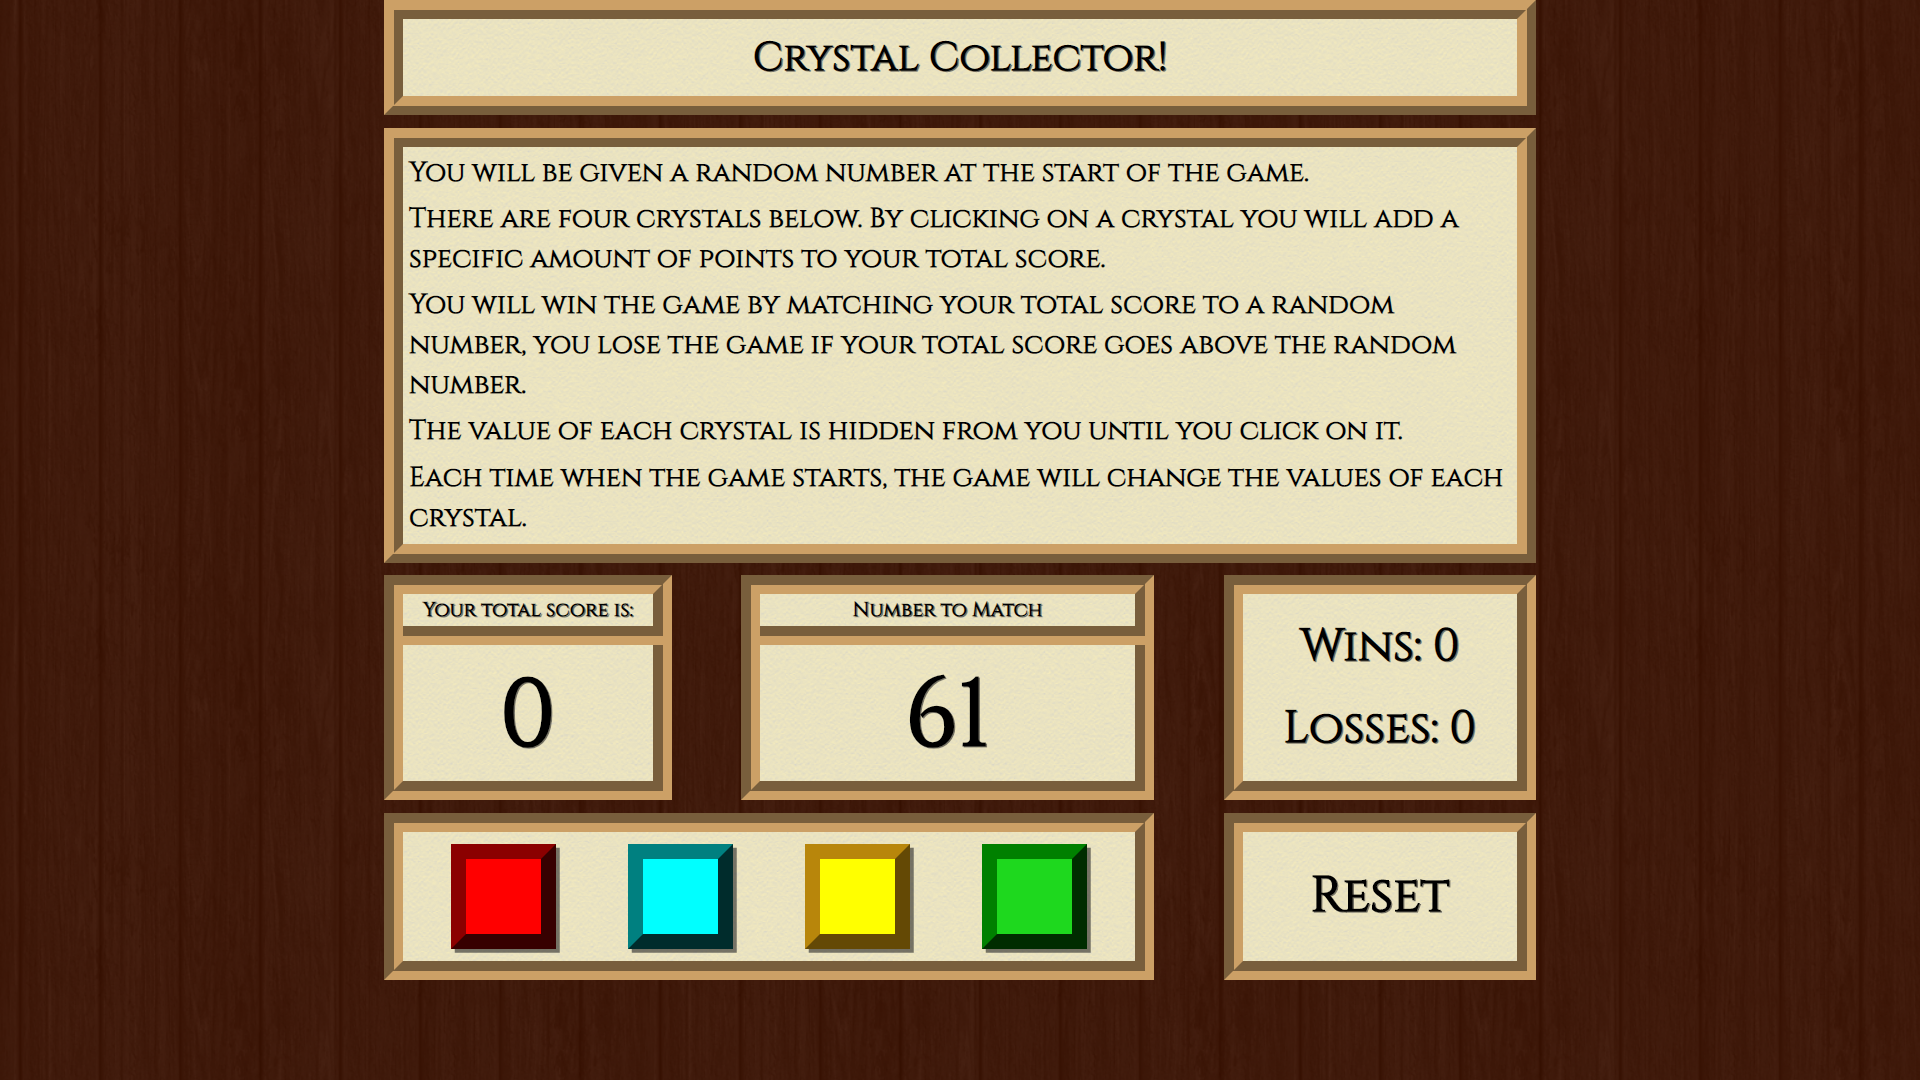 Crystal Collector!
You will be given a random number at the start of the game.
There are four crystals below. By clicking on a crystal you will add a
specific amount of points to your total score.
You will win the game by matching your total score to a random
number, you lose the game if your total score goes above the random
number.
The value of each crystal is hidden from you until you click on it.
Each time when the game starts, the game will change the values of each
crystal.
Your total score is:
0
Number to Match
61
Wins: 0
Losses: 0
Reset